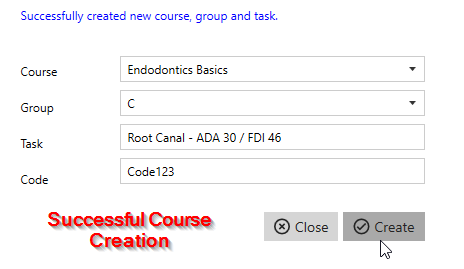 Successfully created new course, group and task.
Course Endodontics Basics
Group C
Task Root Canal - ADA 30 / FDI 46
Code Code123
Successful Course
Creation
Close Create